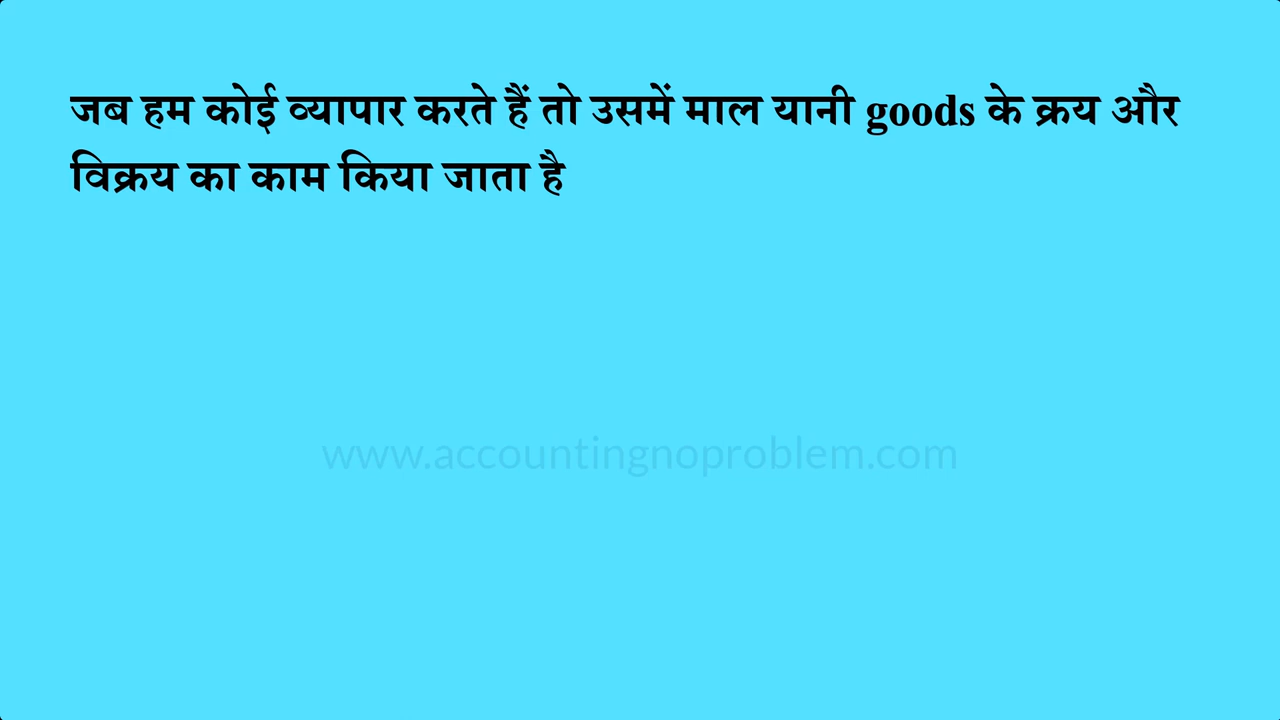 जब हम कोई व्यापार करते हैं तो उसमें माल यानी goods के क्रय और
विक्रय का काम किया जाता है
www.accountingnoproblem.com